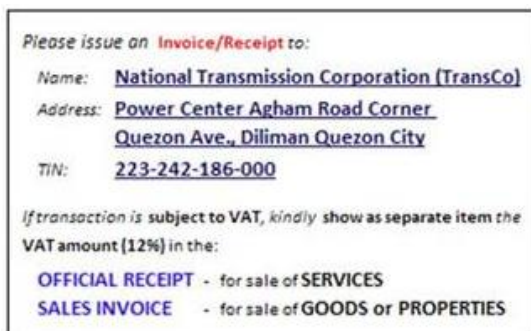 Please issue an Invoice/Receipt to:
Name: National Transmission Corporation (TransCo)
Address: Power Center Agham Road Corner
Quezon Ave., Diliman Quezon City
TIN: 223-242-186-000
If transaction is subject to VAT, kindly show as separate item the
VAT amount (12%) in the:
OFFICIAL RECEIPT - for sale of SERVICES
SALES INVOICE - for sale of GOODS or PROPERTIES